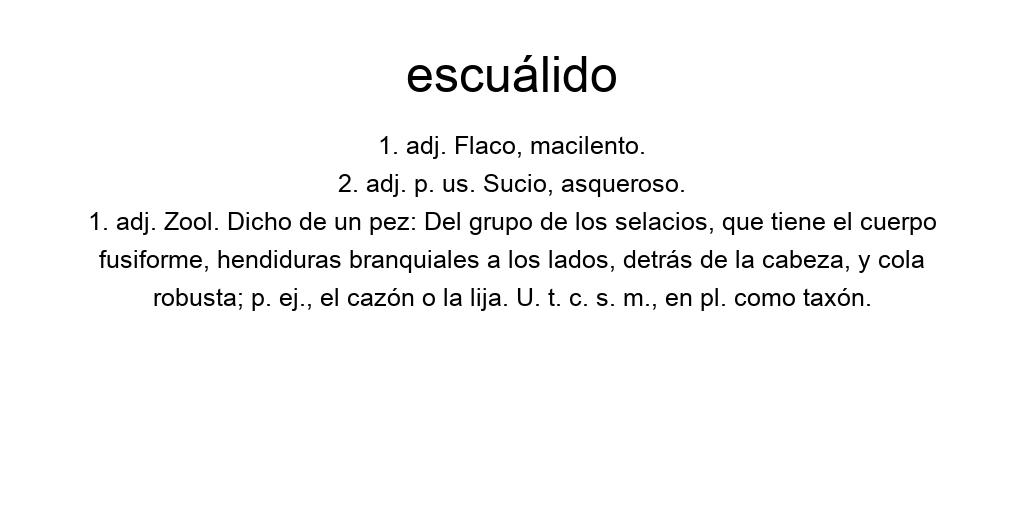 escuálido
1. adj. Flaco, macilento.
2. adj. p. us. Sucio, asqueroso.
1. adj. Zool. Dicho de un pez: Del grupo de los selacios, que tiene el cuerpo
fusiforme, hendiduras branquiales a los lados, detrás de la cabeza, y cola
robusta; p. ej., el cazón o la lija. U. t. c. s. m., en pl. como taxón.